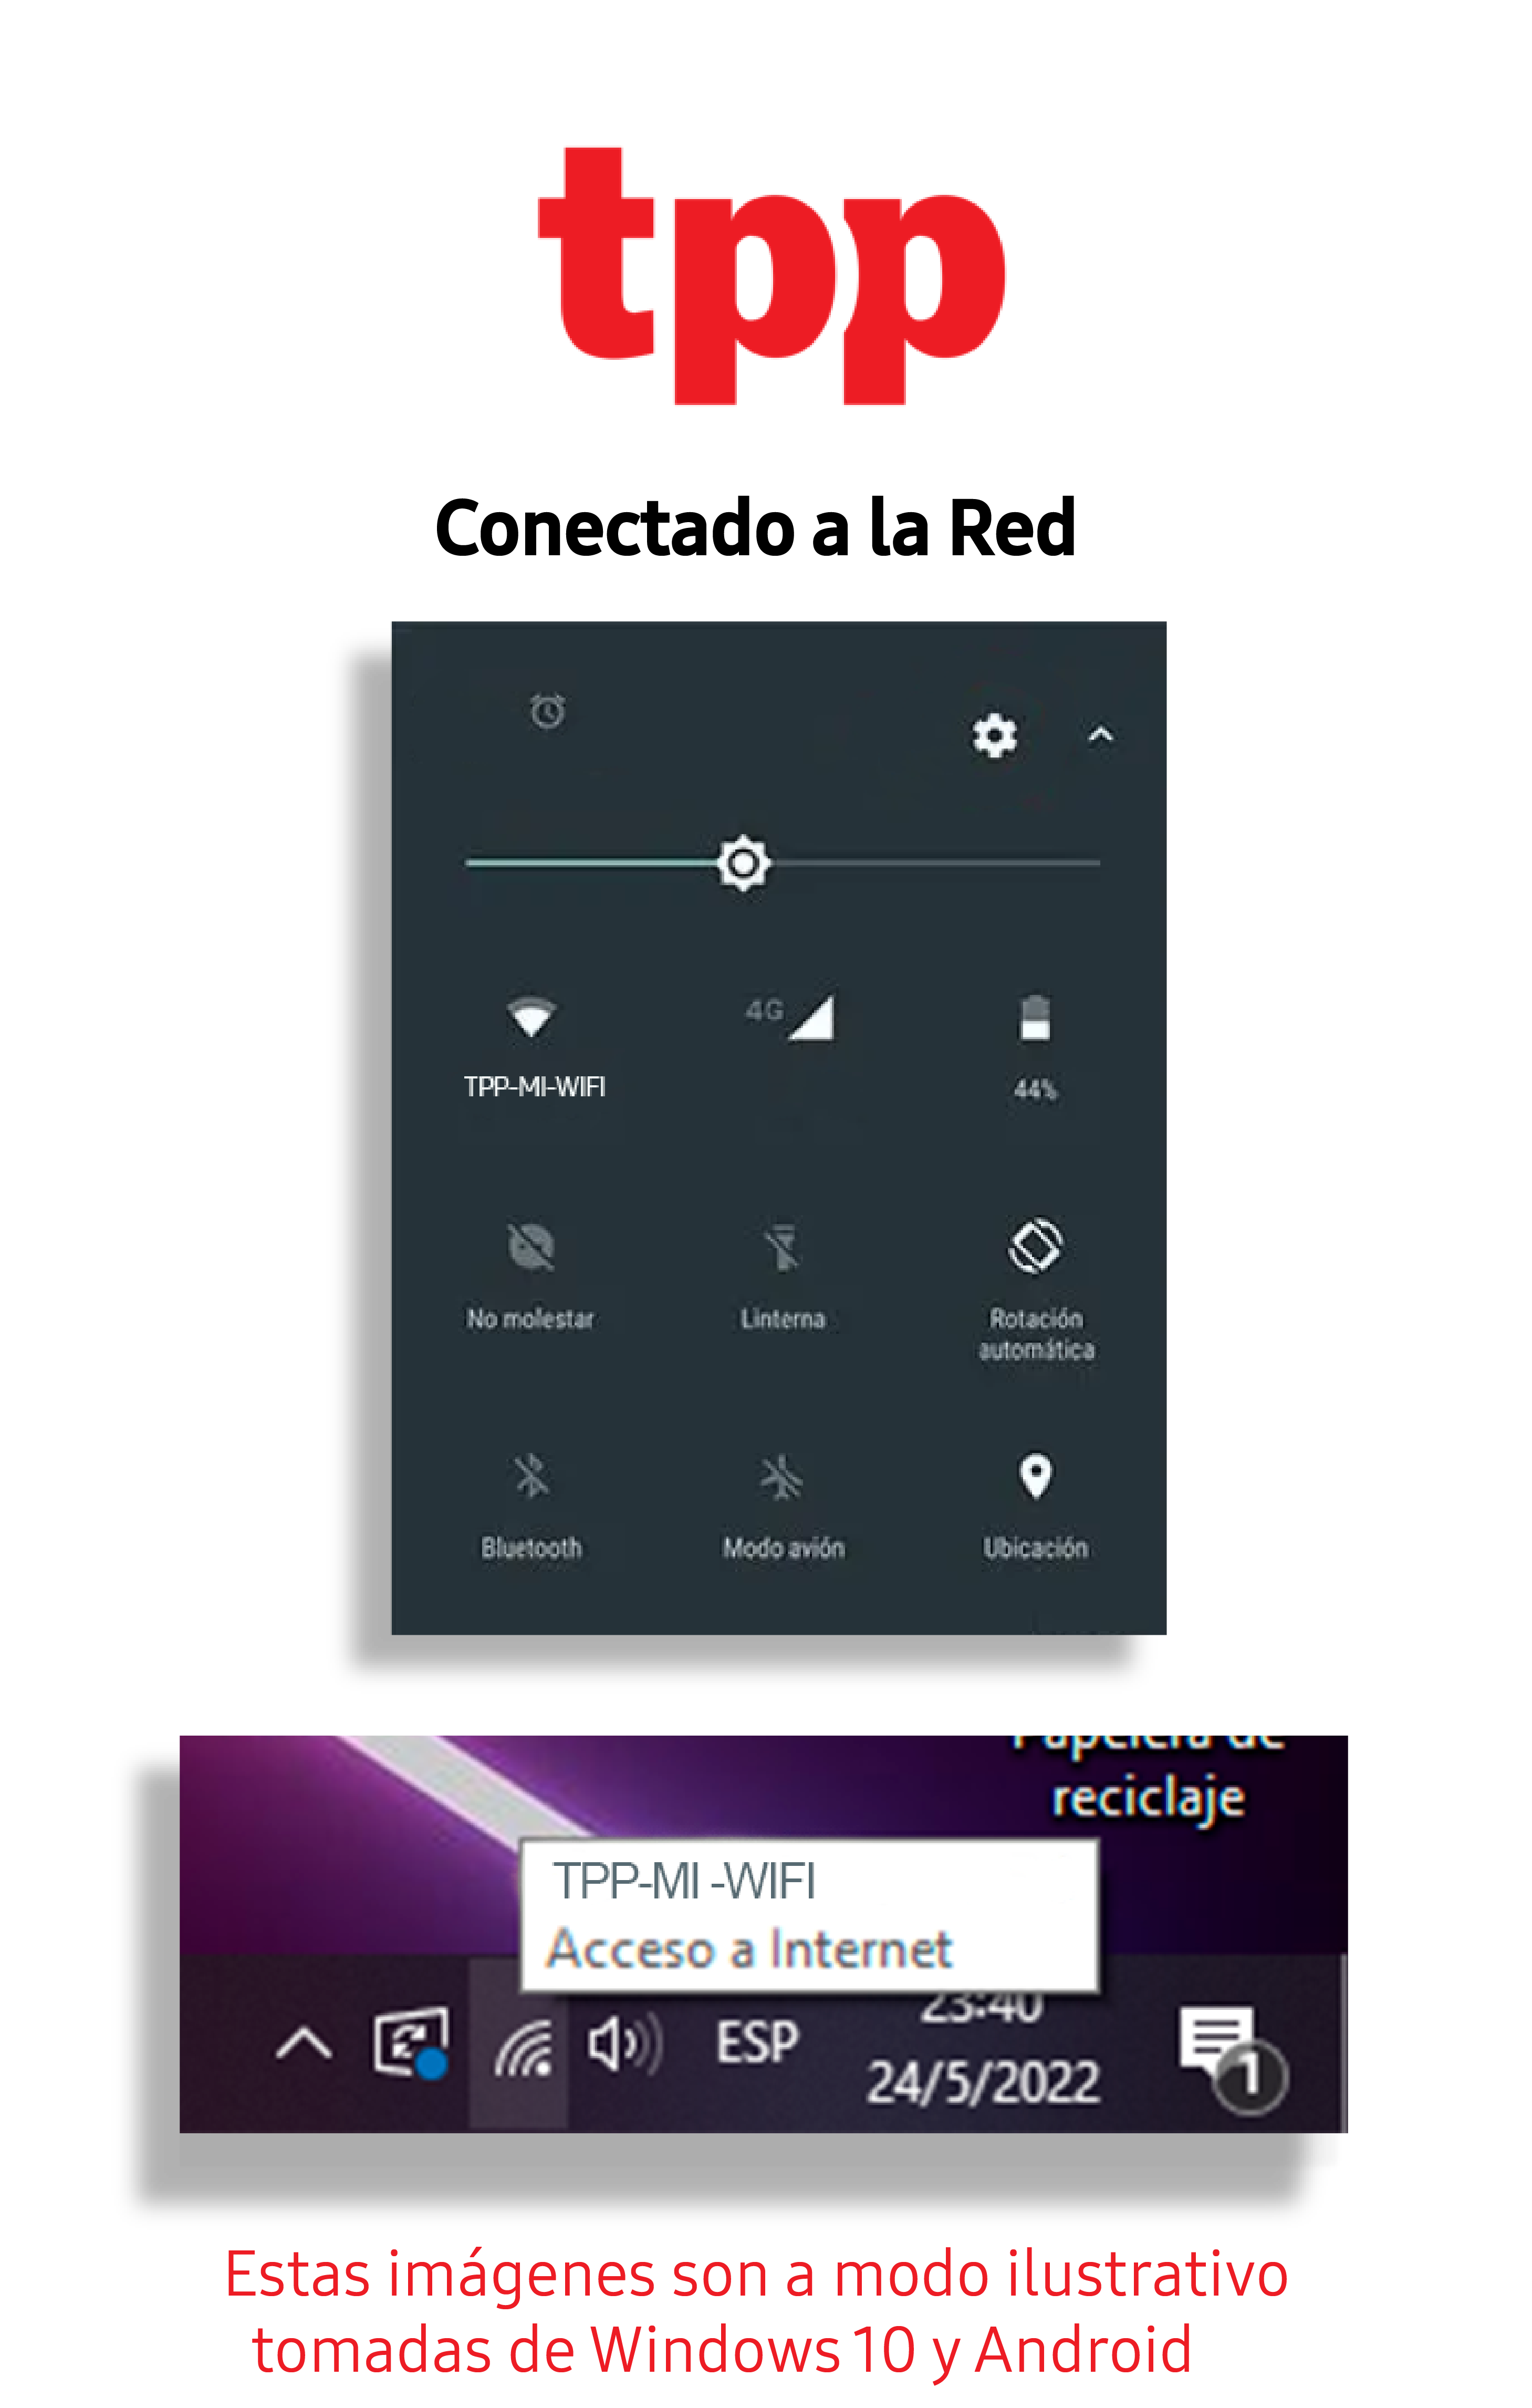 tpp
Conectado a la Red
4G
TPP-MI-WIFI
44%
No molestar
Linterna
Rotación
automática
Bluetooth
Modo avión
Ubicación
Papelera de
reciclaje
TPP-MI -WIFI
Acceso a Internet
ESP
23:40
24/5/2022
1
Estas imágenes son a modo ilustrativo
tomadas de Windows 10 y Android